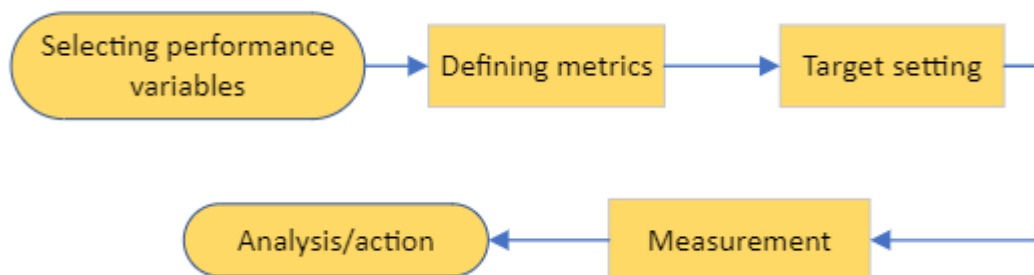 Selecting performance
variables
Defining metrics
Target setting
Measurement
Analysis/action